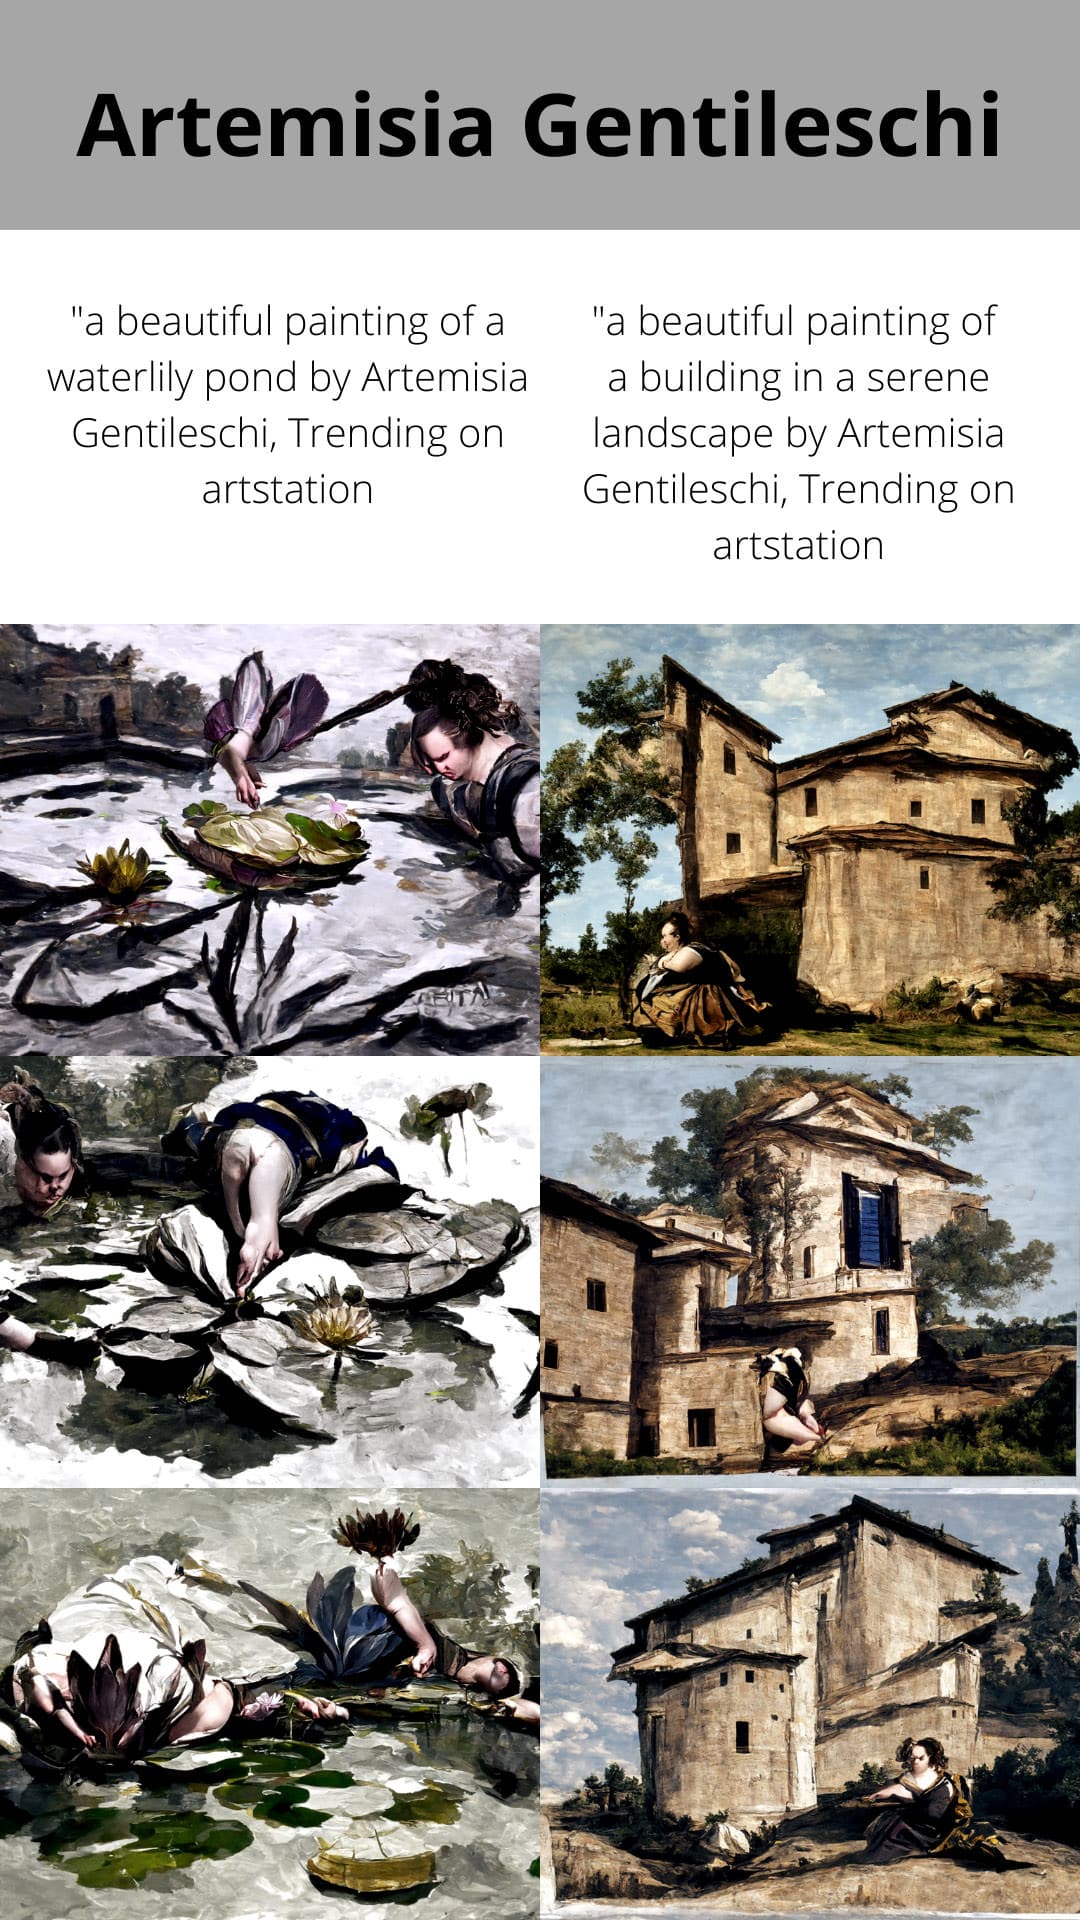 Artemisia Gentileschi
"a beautiful painting of a
waterlily pond by Artemisia
Gentileschi, Trending on
artstation
"a beautiful painting of
a building in a serene
landscape by Artemisia
Gentileschi, Trending on
artstation